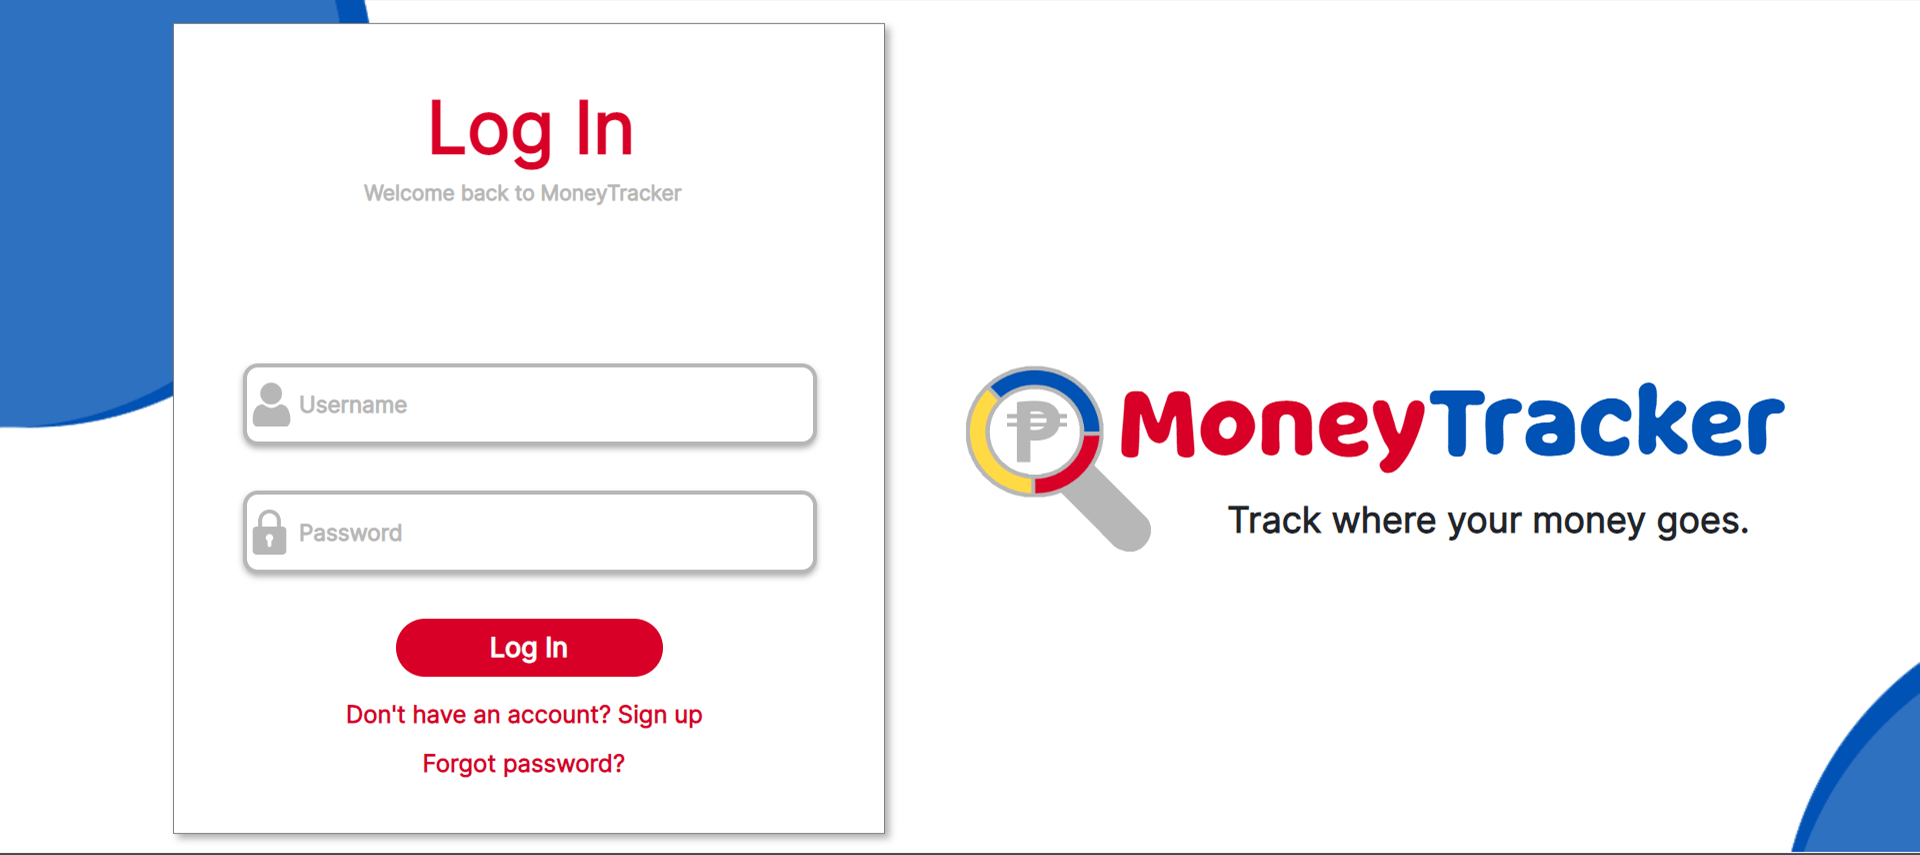 Log In
Welcome back to MoneyTracker
Username
Password
Log In
Don't have an account? Sign up
Forgot password?
₱
MoneyTracker
Track where your money goes.